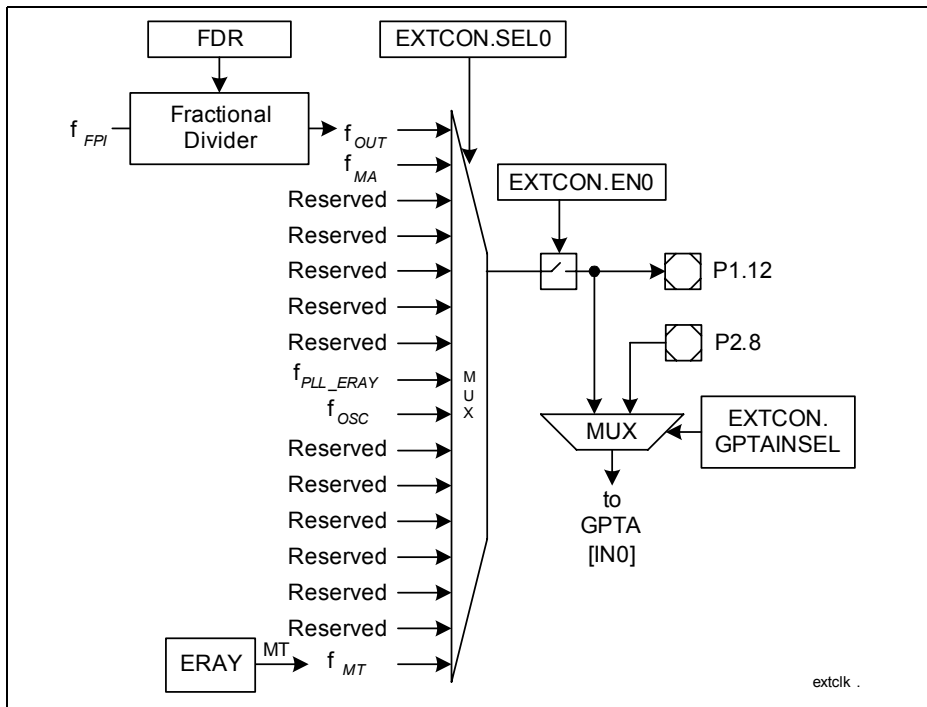 FDR
EXTCON.SEL0
Fractional
Divider
f FPI
f OUT
f MA
Reserved
Reserved
Reserved
Reserved
Reserved
f PLL_ERAY
f OSC
Reserved
Reserved
Reserved
Reserved
Reserved
Reserved
ERAY
MT
f MT
M
U
X
EXTCON.EN0
P1.12
P2.8
MUX
EXTCON.
GPTAINSEL
to
GPTA
[IN0]
extclk .